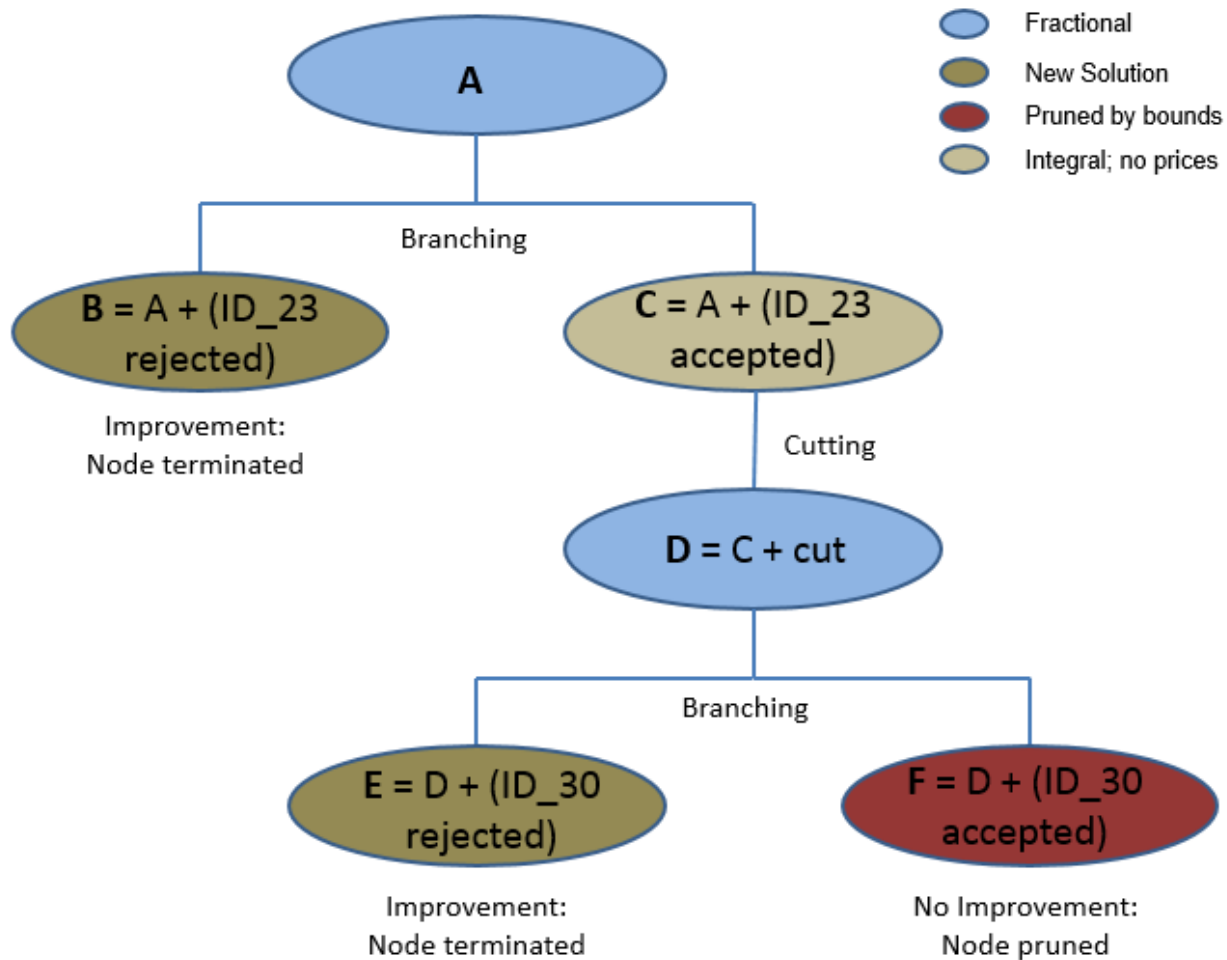 A
Fractional
New Solution
Pruned by bounds
Integral; no prices
Branching
B = A + (ID_23
rejected)
C = A + (ID_23
accepted)
Improvement:
Node terminated
Cutting
D = C + cut
Branching
E = D + (ID_30
rejected)
F = D + (ID_30
accepted)
Improvement:
Node terminated
No Improvement:
Node pruned